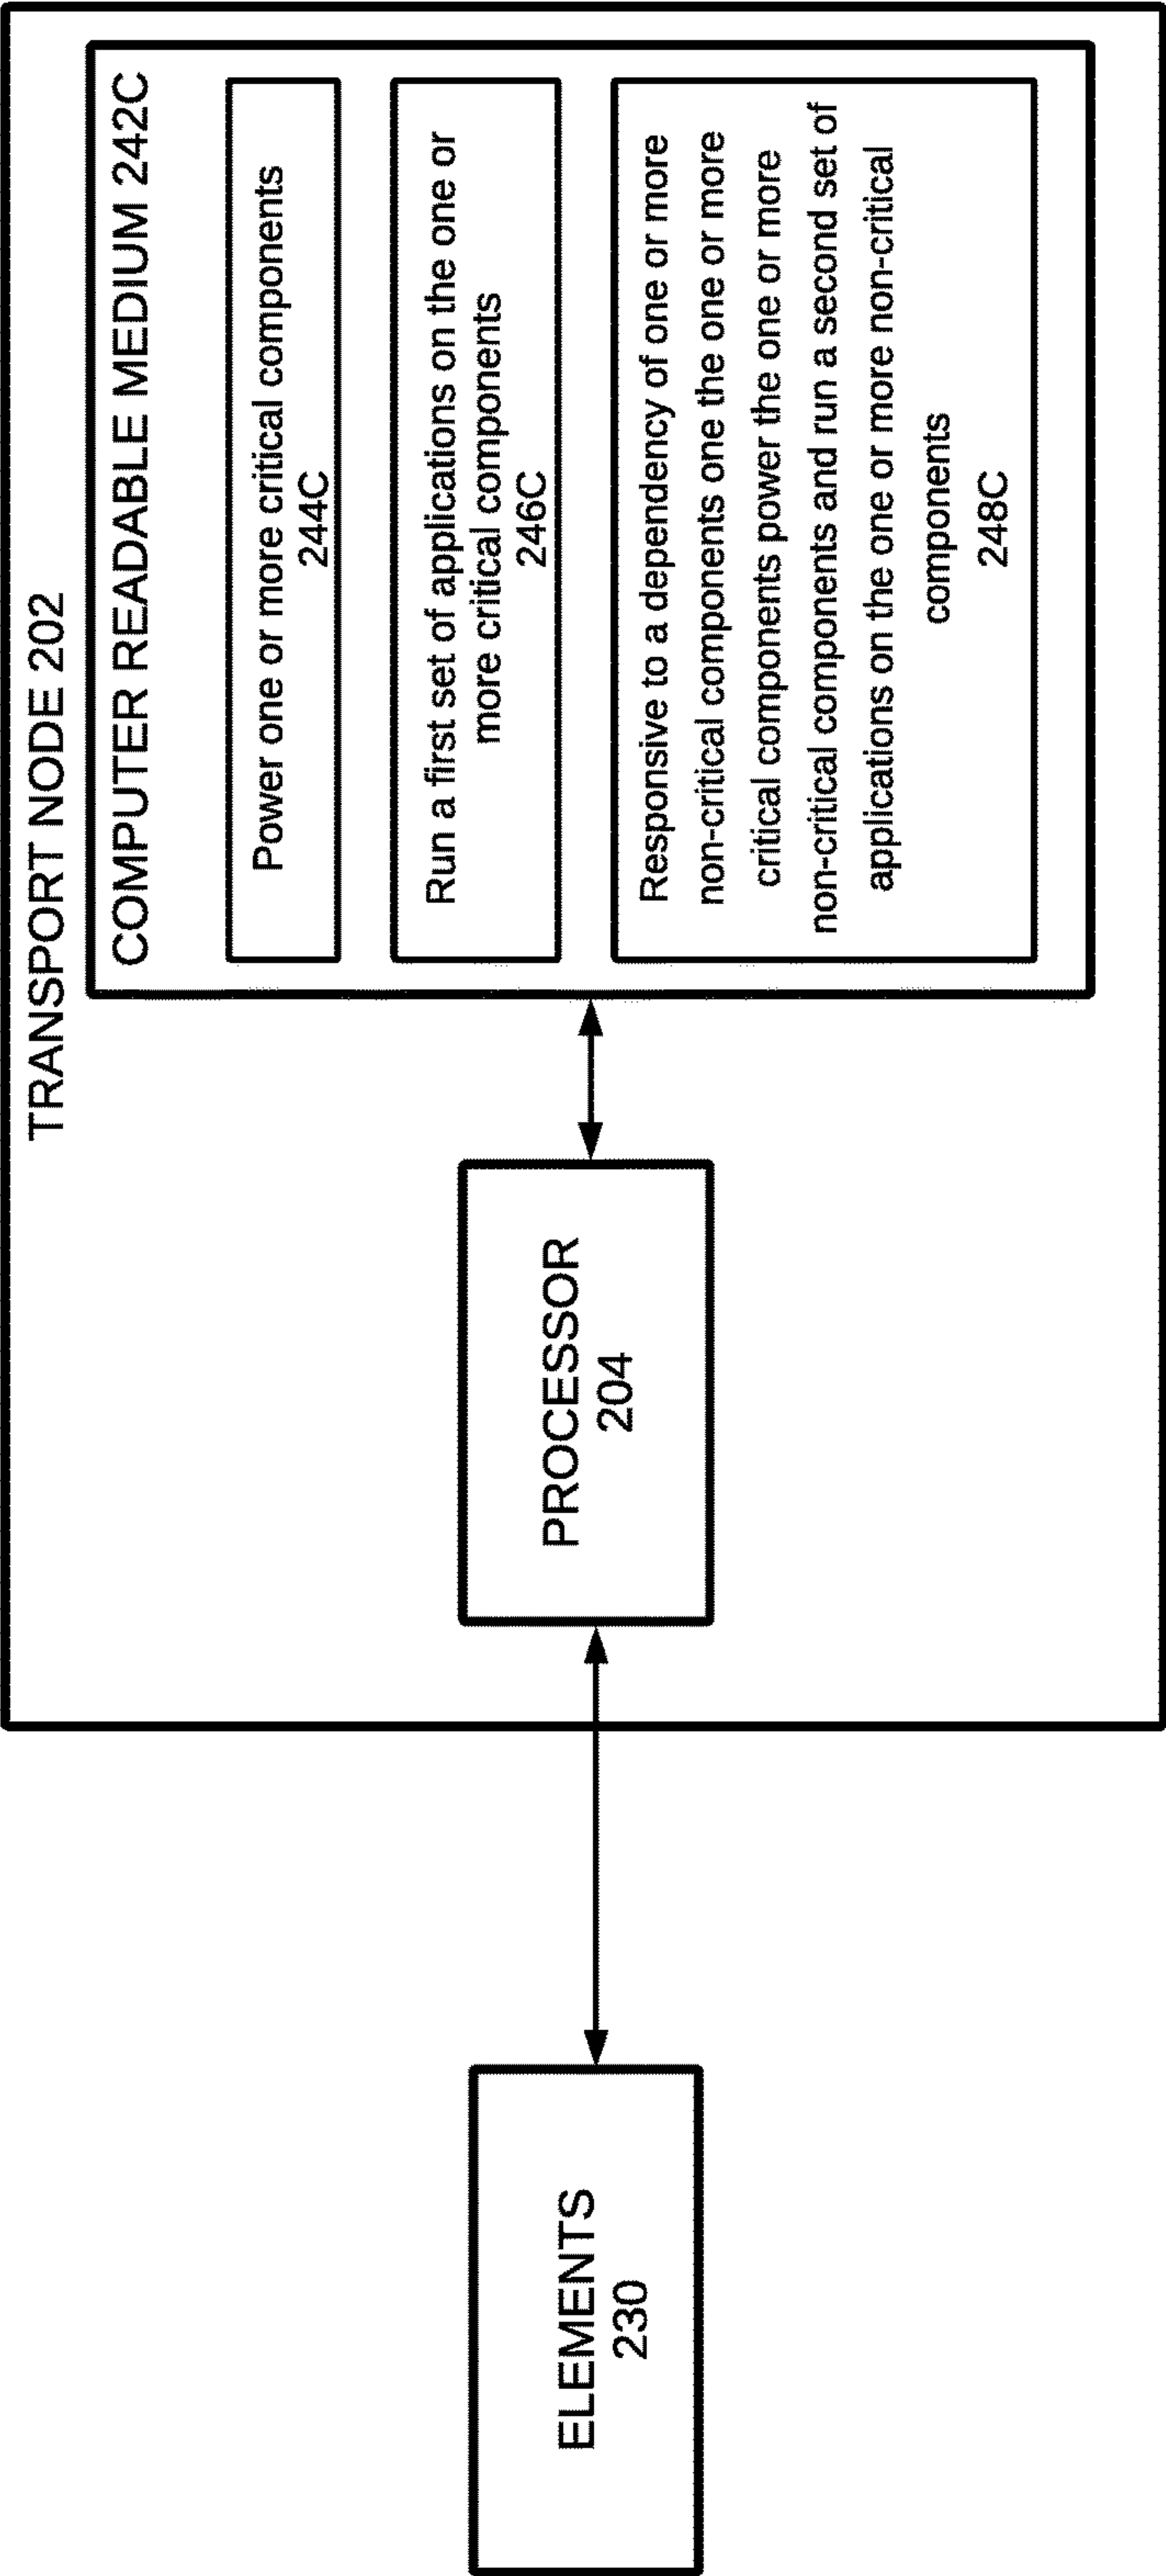 TRANSPORT NODE 202
COMPUTER READABLE MEDIUM 242C
Power one or more critical components
244C
Run a first set of applications on the one or
more critical components
246C
Responsive to a dependency of one or more
non-critical components one the one or more
critical components power the one or more
non-critical components and run a second set of
applications on the one or more non-critical
components
248C
PROCESSOR
204
ELEMENTS
230